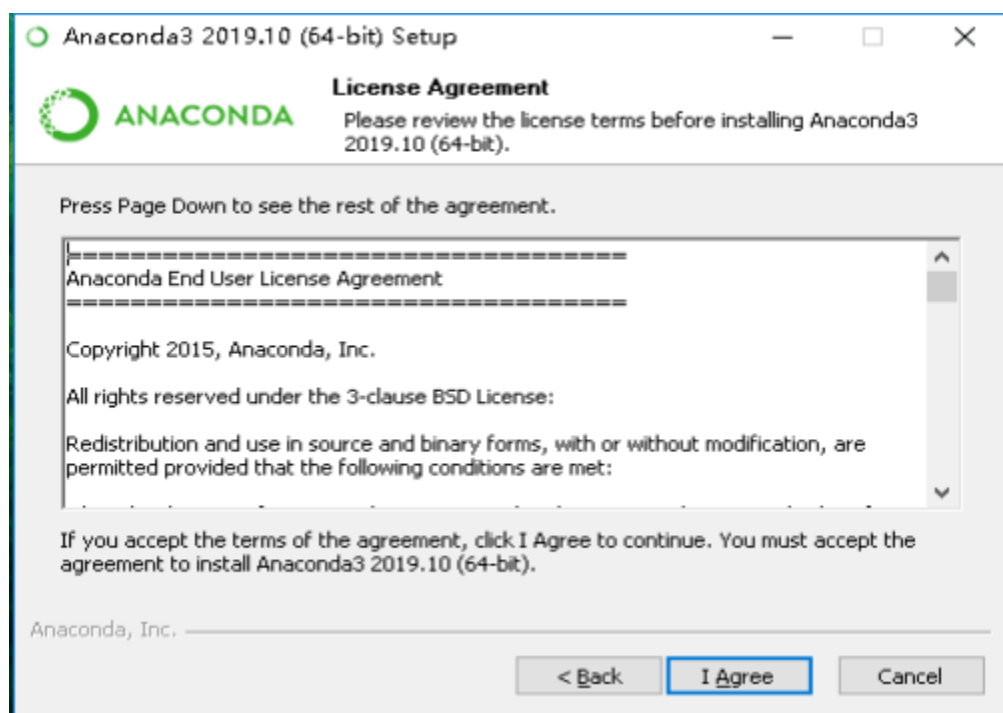 Anaconda3 2019.10 (64-bit) Setup
ANACONDA
License Agreement
Please review the license terms before installing Anaconda3
2019.10 (64-bit).
Press Page Down to see the rest of the agreement.
=====================================
Anaconda End User License Agreement
=====================================
Copyright 2015, Anaconda, Inc.
All rights reserved under the 3-clause BSD License:
Redistribution and use in source and binary forms, with or without modification, are
permitted provided that the following conditions are met:
If you accept the terms of the agreement, click I Agree to continue. You must accept the
agreement to install Anaconda3 2019.10 (64-bit).
Anaconda, Inc.
< Back
I Agree
Cancel